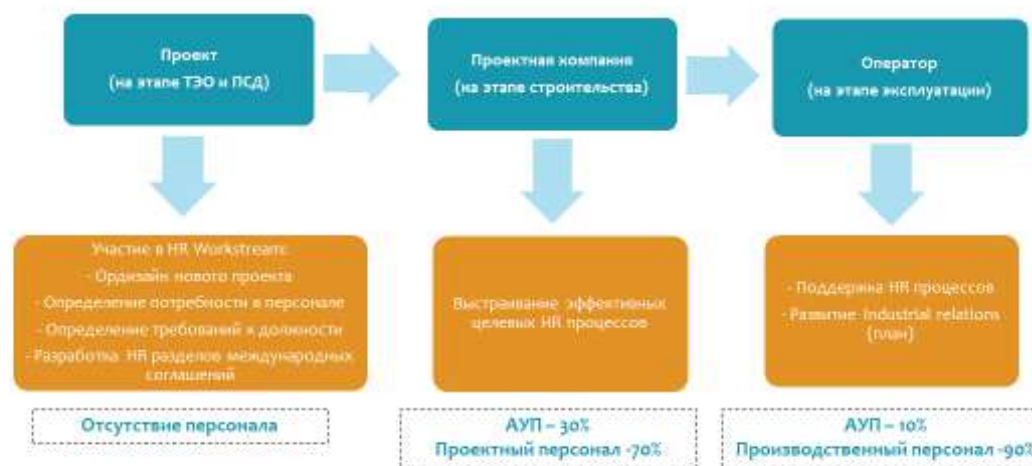 Проект
(на этапе ТЭО и ПСД)
Проектная компания
(на этапе строительства)
Оператор
(на этапе эксплуатации)
Участие в HR Workstream:
- Ордизайн нового проекта
- Определение потребности в персонале
- Определение требований к должности
- Разработка HR разделов международных
соглашений
Выстраивание эффективных
целевых HR процессов
- Поддержка HR процессов
- Развитие Industrial relations
(план)
Отсутствие персонала
АУП – 30%
Проектный персонал -70%
АУП – 10%
Производственный персонал -90%